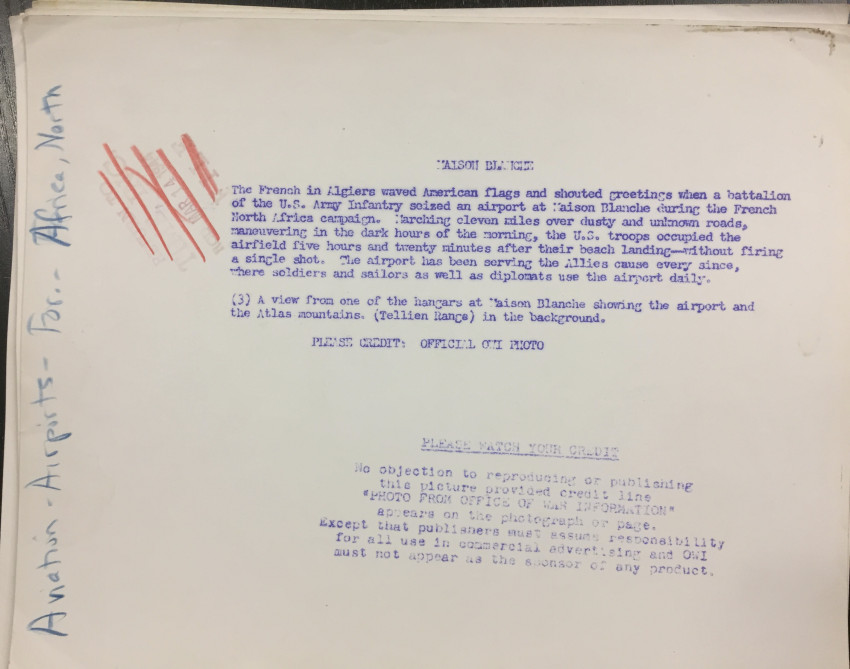 Aviation - Airports - For. - Africa, North
MAISON BLANCHE
The French in Algiers waved American flags and shouted greetings when a battalion
of the U.S. Army Infantry seized an airport at Maison Blanche during the French
North Africa campaign. Marching eleven miles over dusty and unknown roads,
maneuvering in the dark hours of the morning, the U.S. troops occupied the
airfield five hours and twenty minutes after their beach landing—without firing
a single shot. The airport has been serving the Allies cause every since,
where soldiers and sailors as well as diplomats use the airport daily.
(3) A view from one of the hangars at Maison Blanche showing the airport and
the Atlas mountains. (Tellien Range) in the background.
PLEASE CREDIT: OFFICIAL OWI PHOTO
PLEASE WATCH YOUR CREDIT
No objection to reproducing or publishing
this picture provided credit line
"PHOTO FROM OFFICE OF WAR INFORMATION"
appears on the photograph or page.
Except that publishers must assume responsibility
for all use in commercial advertising and OWI
must not appear as the sponsor of any product.